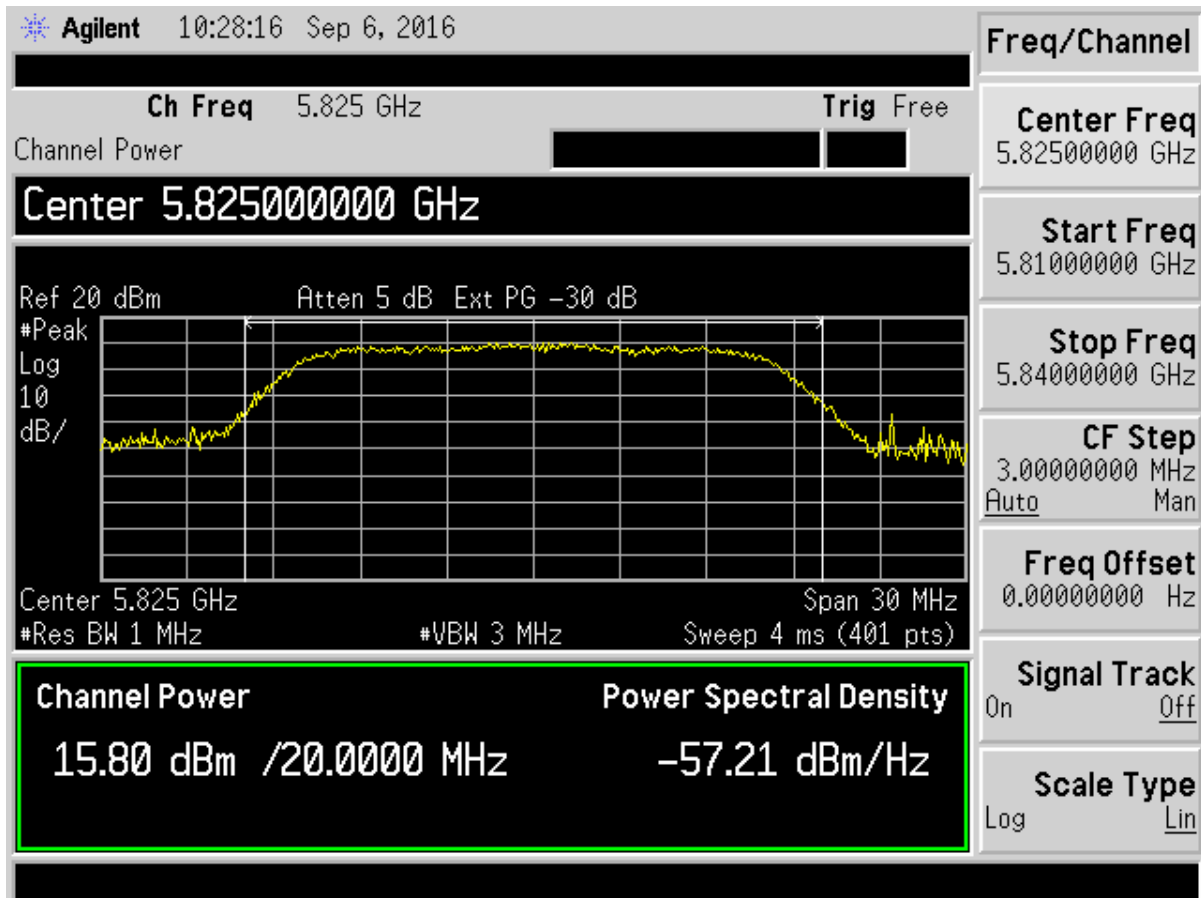 Agilent 10:28:16 Sep 6, 2016
Ch Freq 5.825 GHz Trig Free
Channel Power
Center 5.825000000 GHz
Ref 20 dBm Atten 5 dB Ext PG -30 dB
#Peak
Log
10
dB/
Center 5.825 GHz Span 30 MHz
#Res BW 1 MHz #VBW 3 MHz Sweep 4 ms (401 pts)
Channel Power Power Spectral Density
15.80 dBm /20.0000 MHz -57.21 dBm/Hz
Freq/Channel
Center Freq
5.82500000 GHz
Start Freq
5.81000000 GHz
Stop Freq
5.84000000 GHz
CF Step
3.00000000 MHz
Auto Man
Freq Offset
0.00000000 Hz
Signal Track
On Off
Scale Type
Log Lin